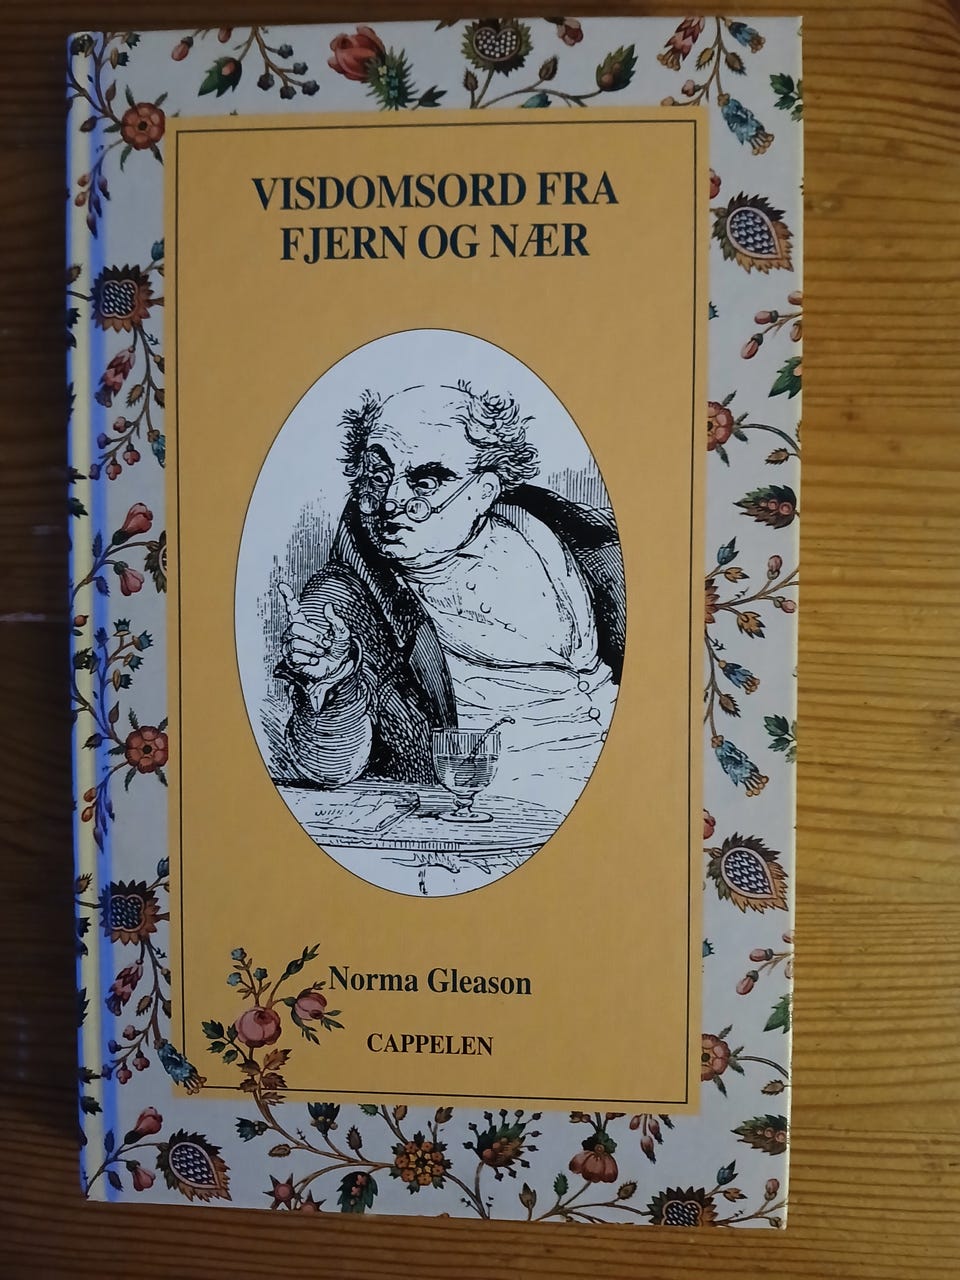 VISDOMSORD FRA
FJERN OG NÆR
Norma Gleason
CAPPELEN